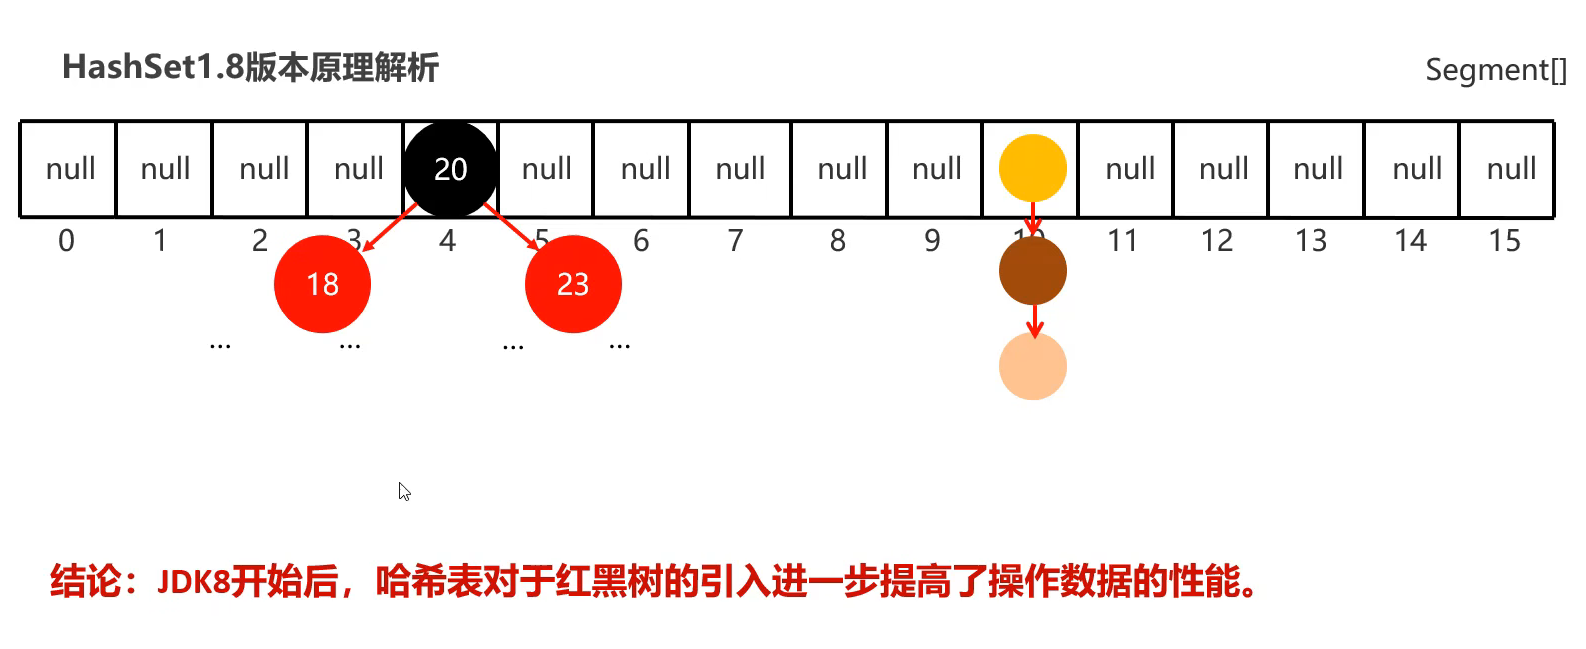 HashSet1.8版本原理解析
Segment[]
null null null null 20 null null null null null null null null null null
0 1 2 3 4 5 6 7 8 9 10 11 12 13 14 15
18 23
... ... ... ...
结论：JDK8开始后，哈希表对于红黑树的引入进一步提高了操作数据的性能。